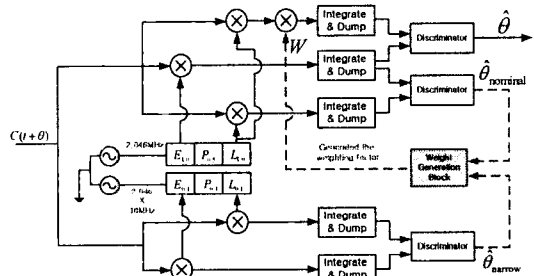 Integrate & Dump
W
Discriminator
θ̂
Integrate & Dump
Discriminator
θ̂ nominal
Integrate & Dump
C(t+θ)
2.046MHz
Generated the weighting factor
Weight Generation Block
10MHz
Integrate & Dump
Discriminator
θ̂ narrow
Integrate & Dump